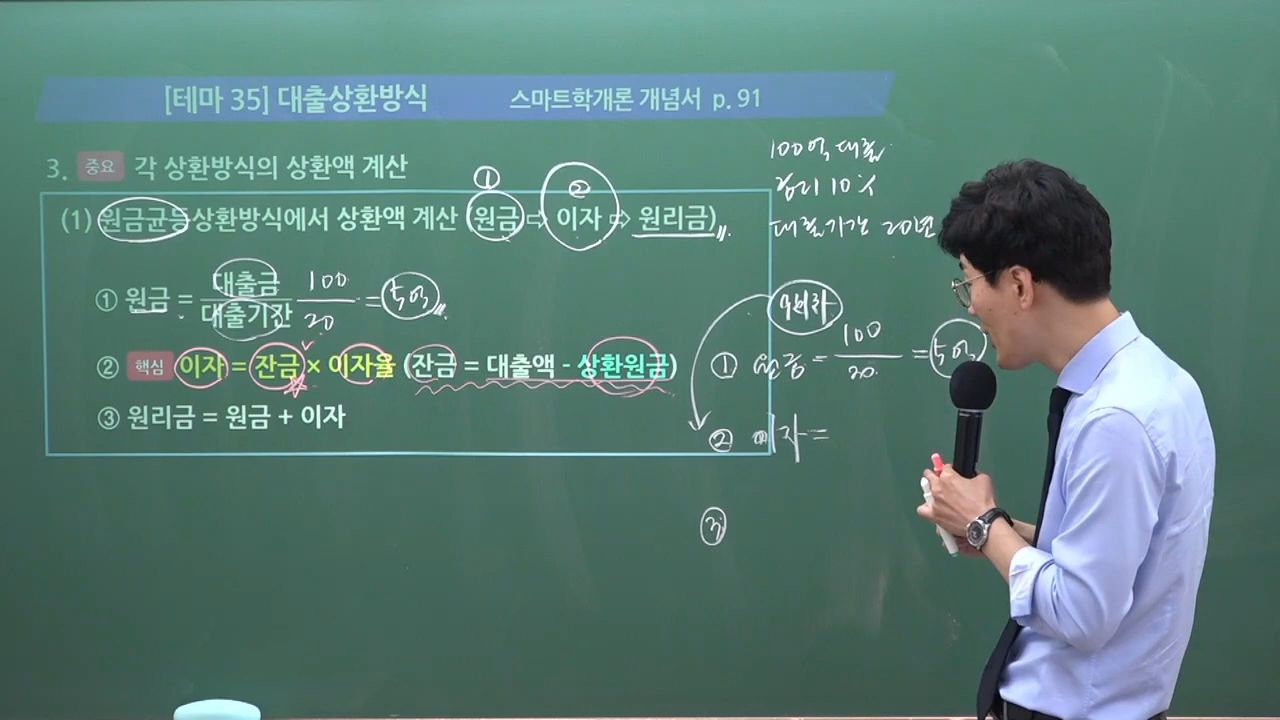 [테마 35] 대출상환방식 스마트학개론 개념서 p. 91
3. 중요 각 상환방식의 상환액 계산
① ②
(1) 원금균등상환방식에서 상환액 계산 (원금 ⇨ 이자 ⇨ 원리금)
① 원금 = 대출금 / 대출기간 100 / 20 = 5억
② 핵심 이자 = 잔금 × 이자율 (잔금 = 대출액 - 상환원금)
③ 원리금 = 원금 + 이자
100억 대출
금리 10%
대출기간 20년
① 원금 = 100 / 20 = 5억
② 이자 =
③